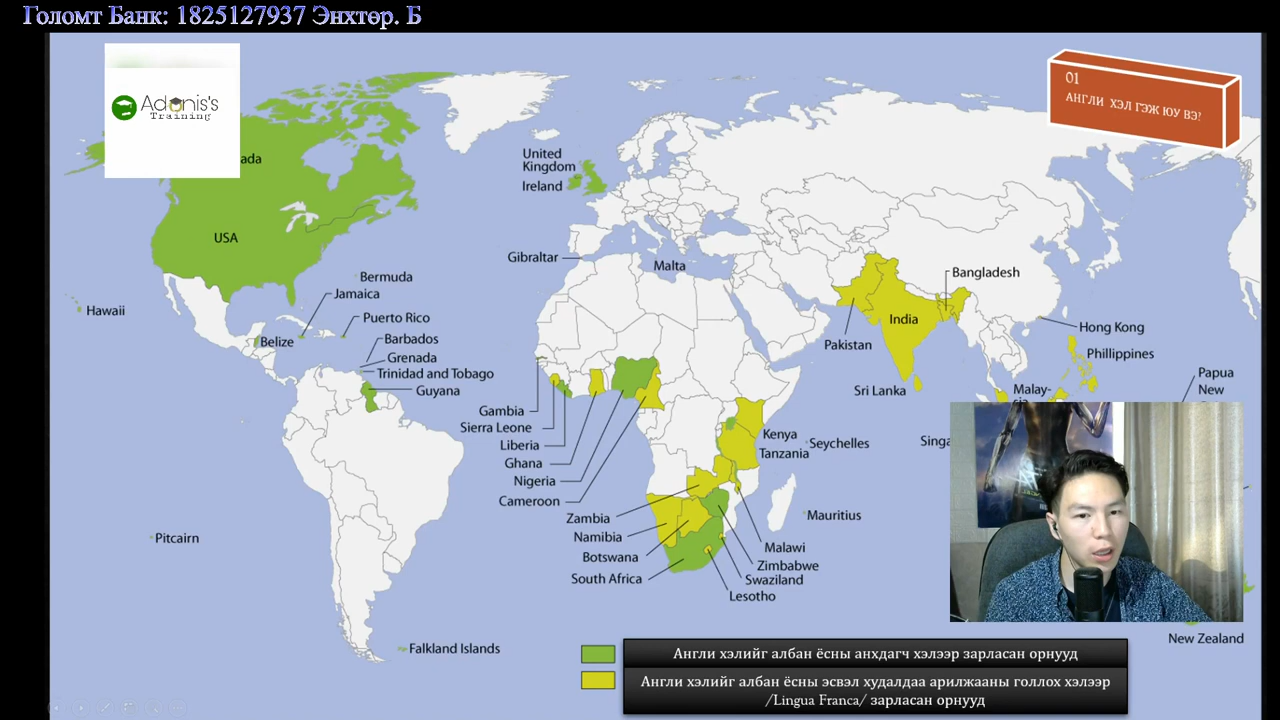 Голомт Банк: 1825127937 Энхтөр. Б
Adonis's
Training
01
АНГЛИ ХЭЛ ГЭЖ ЮУ ВЭ?
ada
USA
Hawaii
Bermuda
Jamaica
Puerto Rico
Belize
Barbados
Grenada
Trinidad and Tobago
Guyana
Pitcairn
Falkland Islands
United
Kingdom
Ireland
Gibraltar
Malta
Gambia
Sierra Leone
Liberia
Ghana
Nigeria
Cameroon
Zambia
Namibia
Botswana
South Africa
Kenya
Tanzania
Seychelles
Mauritius
Malawi
Zimbabwe
Swaziland
Lesotho
Bangladesh
India
Pakistan
Sri Lanka
Hong Kong
Phillippines
Malay-
Singa
Papua
New
New Zealand
Англи хэлийг албан ёсны анхдагч хэлээр зарласан орнууд
Англи хэлийг албан ёсны эсвэл худалдаа арилжааны голлох хэлээр
/Lingua Franca/ зарласан орнууд